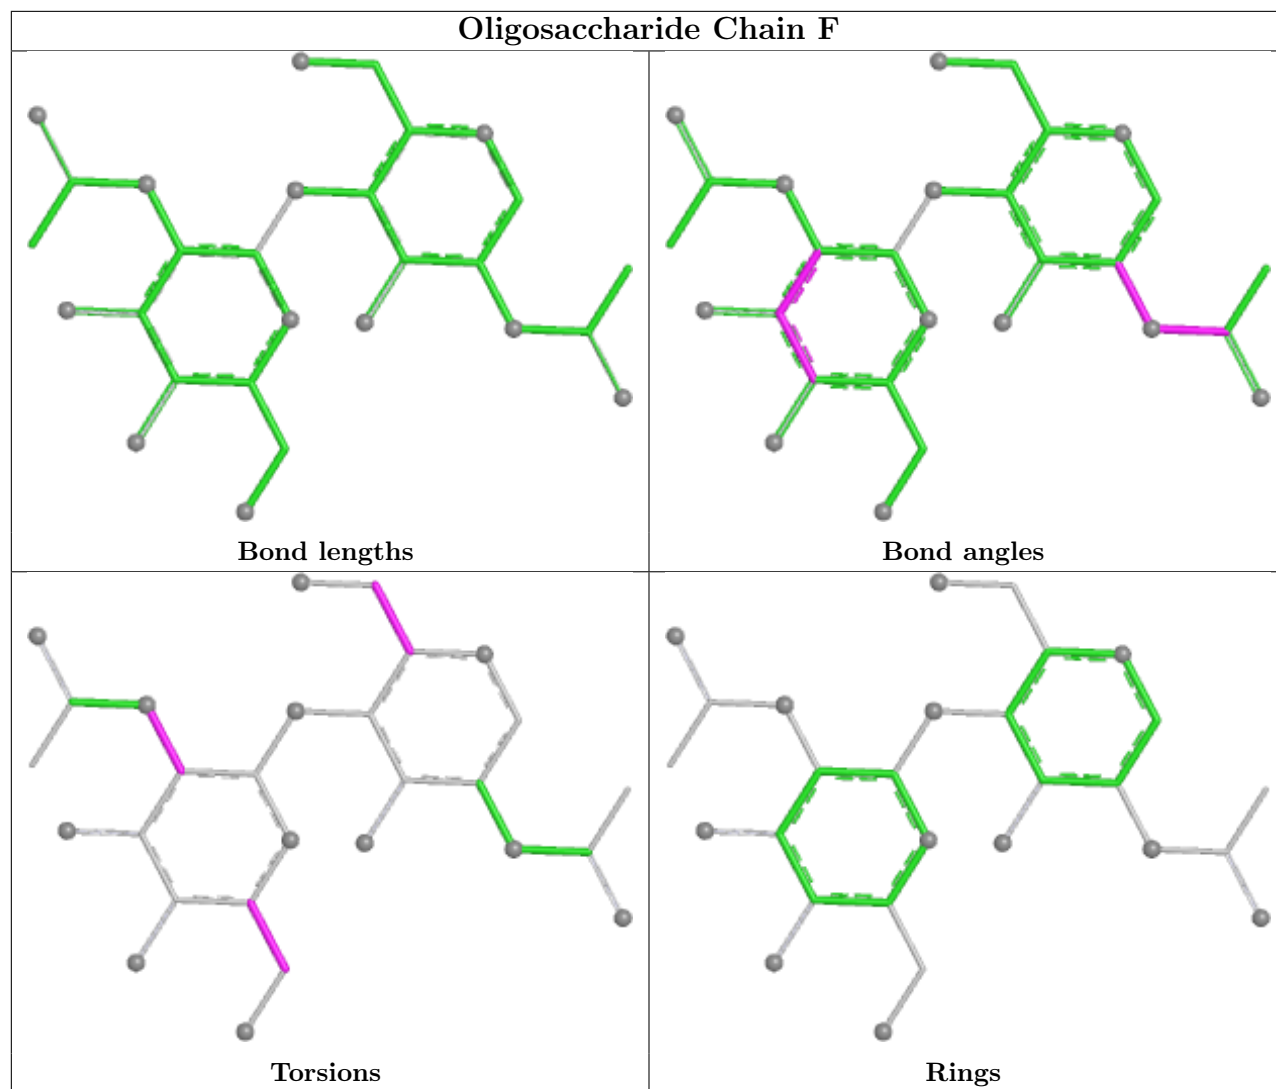 Oligosaccharide Chain F
Bond lengths
Bond angles
Torsions
Rings